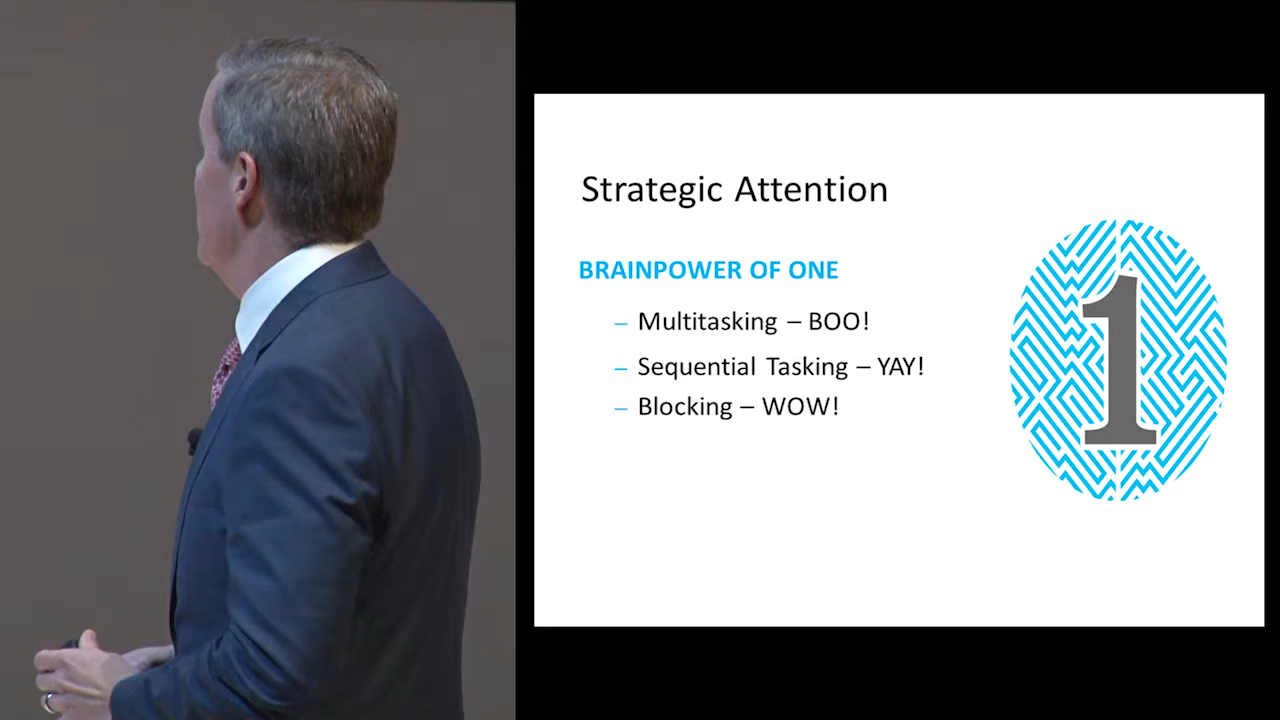 Strategic Attention
BRAINPOWER OF ONE
– Multitasking – BOO!
– Sequential Tasking – YAY!
– Blocking – WOW!
1